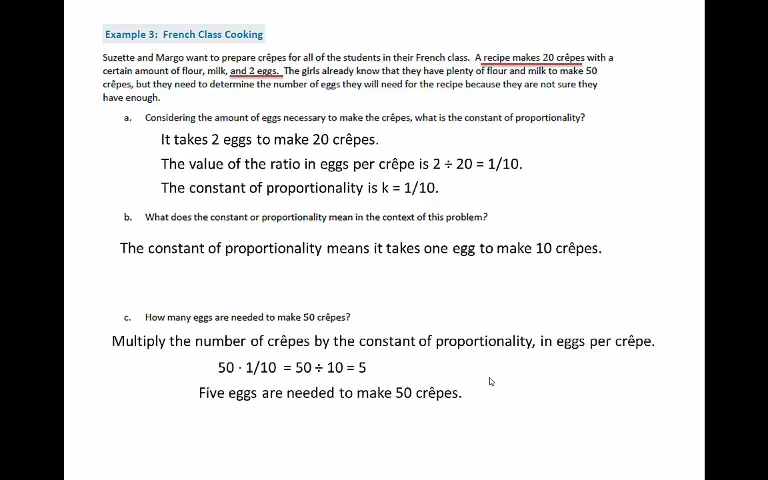 Example 3: French Class Cooking
Suzette and Margo want to prepare crêpes for all of the students in their French class. A recipe makes 20 crêpes with a
certain amount of flour, milk, and 2 eggs. The girls already know that they have plenty of flour and milk to make 50
crêpes, but they need to determine the number of eggs they will need for the recipe because they are not sure they
have enough.
a. Considering the amount of eggs necessary to make the crêpes, what is the constant of proportionality?
It takes 2 eggs to make 20 crêpes.
The value of the ratio in eggs per crêpe is 2 ÷ 20 = 1/10.
The constant of proportionality is k = 1/10.
b. What does the constant or proportionality mean in the context of this problem?
The constant of proportionality means it takes one egg to make 10 crêpes.
c. How many eggs are needed to make 50 crêpes?
Multiply the number of crêpes by the constant of proportionality, in eggs per crêpe.
50 · 1/10 = 50 ÷ 10 = 5
Five eggs are needed to make 50 crêpes.